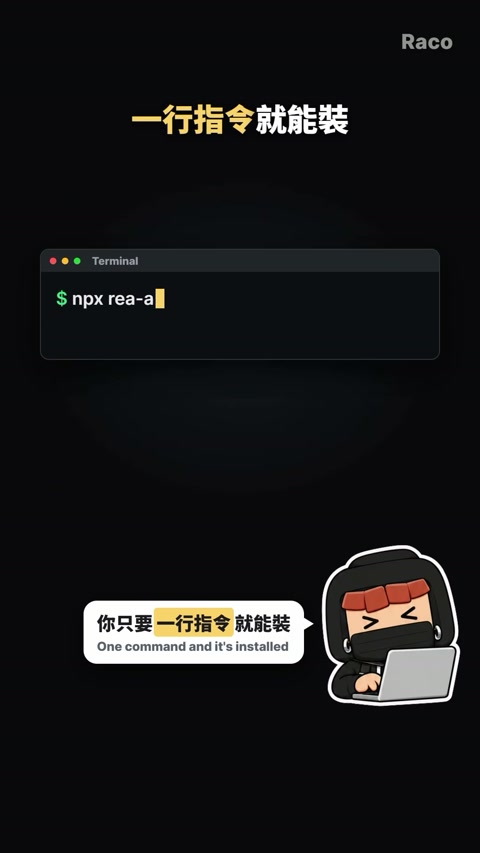 Raco
一行指令就能裝
Terminal
$ npx rea-a
你只要一行指令就能裝
One command and it's installed